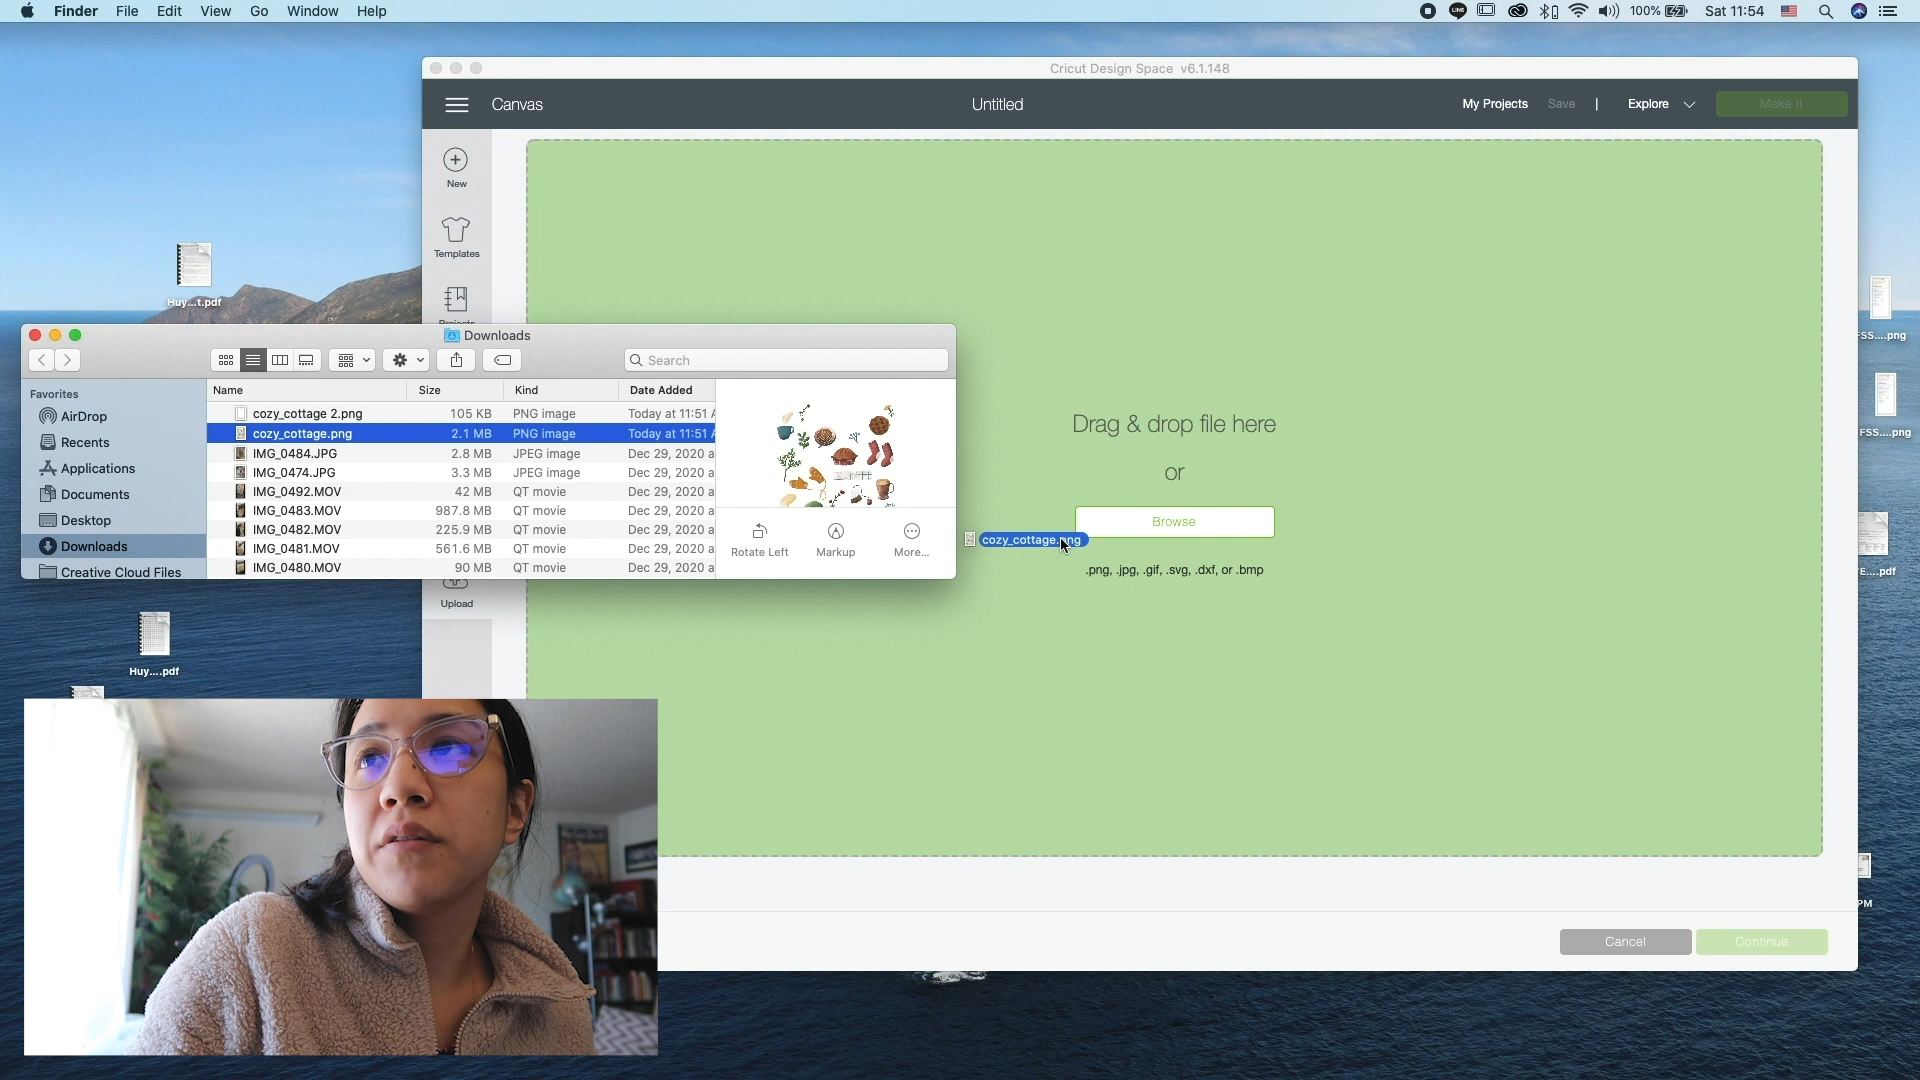 Finder File Edit View Go Window Help
LINE 100% Sat 11:54
Cricut Design Space v6.1.148
Canvas Untitled My Projects Save | Explore Make It
New
Templates
Projects
Upload
Drag & drop file here
or
Browse
.png, .jpg, .gif, .svg, .dxf, or .bmp
Cancel Continue
Downloads
Search
Favorites
AirDrop
Recents
Applications
Documents
Desktop
Downloads
Creative Cloud Files
Name Size Kind Date Added
cozy_cottage 2.png 105 KB PNG image Today at 11:51 A
cozy_cottage.png 2.1 MB PNG image Today at 11:51 A
IMG_0484.JPG 2.8 MB JPEG image Dec 29, 2020 a
IMG_0474.JPG 3.3 MB JPEG image Dec 29, 2020 a
IMG_0492.MOV 42 MB QT movie Dec 29, 2020 a
IMG_0483.MOV 987.8 MB QT movie Dec 29, 2020 a
IMG_0482.MOV 225.9 MB QT movie Dec 29, 2020 a
IMG_0481.MOV 561.6 MB QT movie Dec 29, 2020 a
IMG_0480.MOV 90 MB QT movie Dec 29, 2020 a
Rotate Left Markup More...
cozy_cottage.png
Huy...t.pdf
Huy....pdf
SS....png
FSS....png
E....pdf
PM